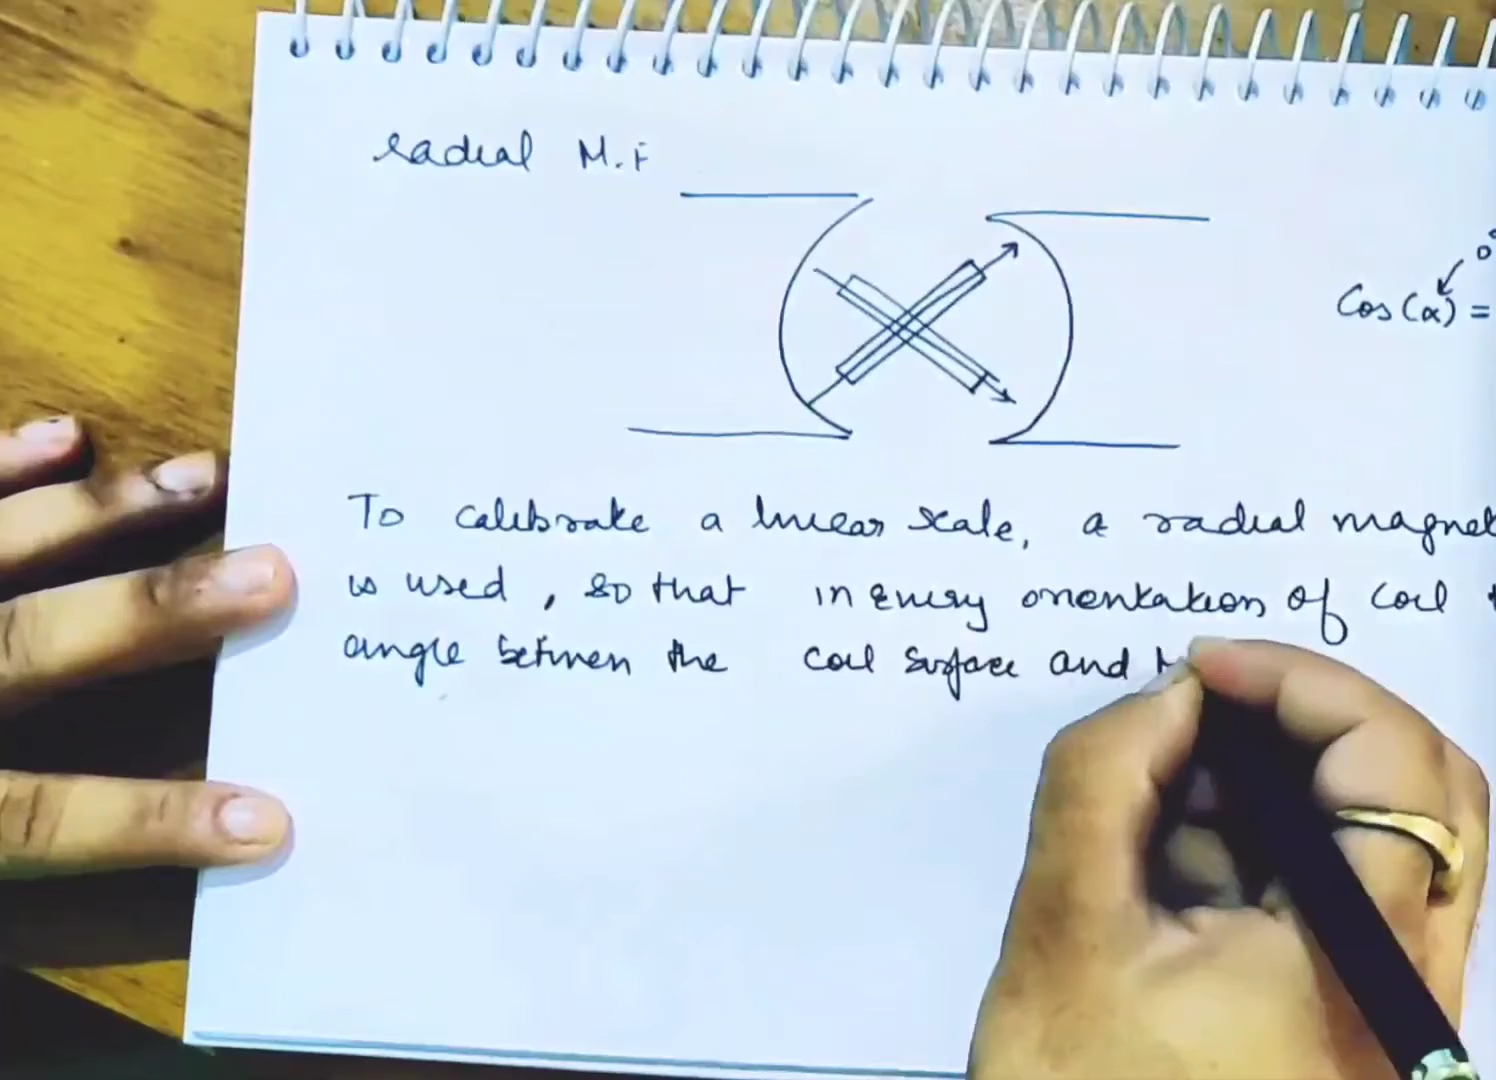 radial M.F
0°
Cos(α) =
To calibrate a linear scale, a radial magnet
is used, so that in every orientation of coil
angle between the coil surface and